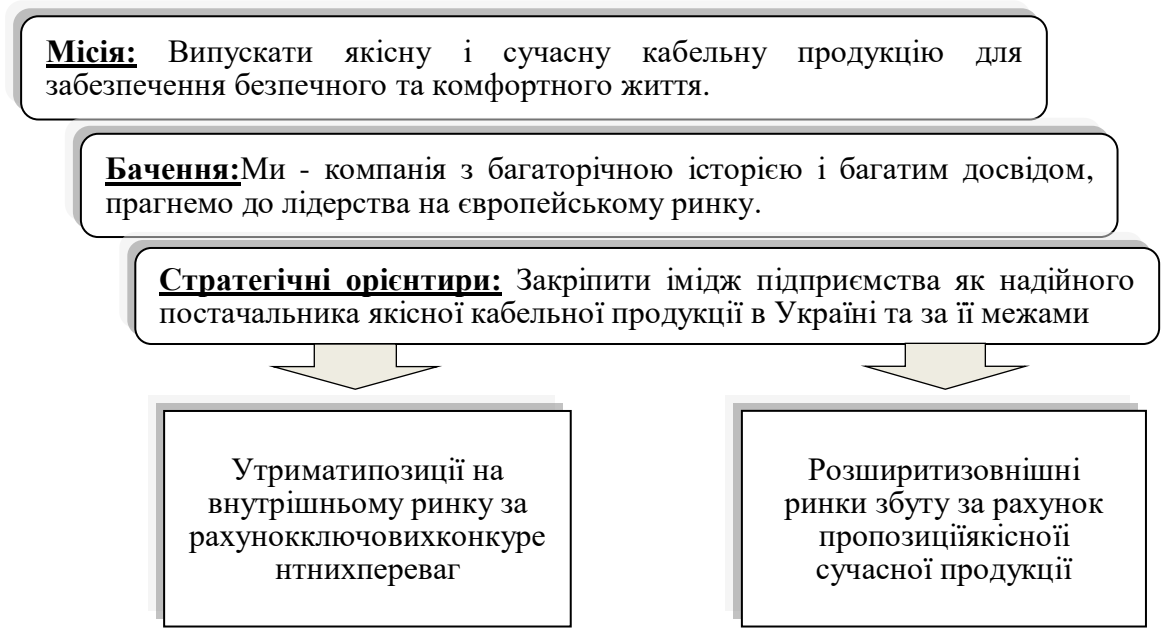 Місія: Випускати якісну і сучасну кабельну продукцію для
забезпечення безпечного та комфортного життя.
Бачення:Ми - компанія з багаторічною історією і багатим досвідом,
прагнемо до лідерства на європейському ринку.
Стратегічні орієнтири: Закріпити імідж підприємства як надійного
постачальника якісної кабельної продукції в Україні та за її межами
Утриматипозиції на
внутрішньому ринку за
рахунокключовихконкуре
нтнихпереваг
Розширитизовнішні
ринки збуту за рахунок
пропозиціїякісноїі
сучасної продукції